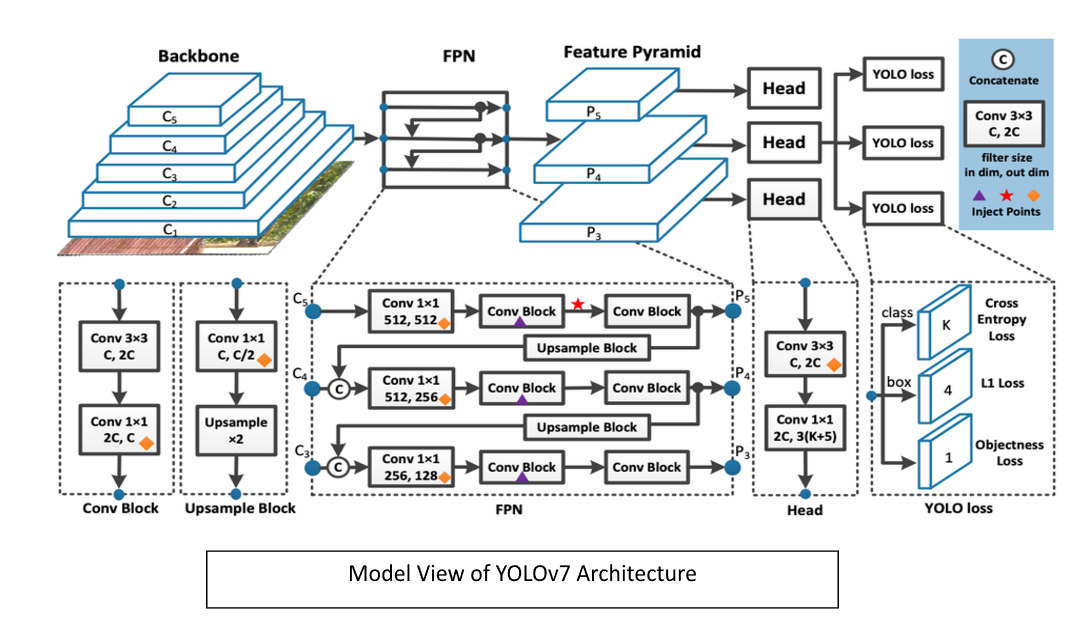 Backbone
FPN
Feature Pyramid
C5
C4
C3
C2
C1
P5
P4
P3
Head
Head
Head
YOLO loss
YOLO loss
YOLO loss
C
Concatenate
Conv 3×3
C, 2C
filter size
in dim, out dim
Inject Points
Conv 3×3
C, 2C
Conv 1×1
2C, C
Conv Block
Conv 1×1
C, C/2
Upsample
×2
Upsample Block
C5
Conv 1×1
512, 512
Conv Block
Conv Block
P5
Upsample Block
C4
C
Conv 1×1
512, 256
Conv Block
Conv Block
P4
Upsample Block
C3
C
Conv 1×1
256, 128
Conv Block
Conv Block
P3
FPN
Conv 3×3
C, 2C
Conv 1×1
2C, 3(K+5)
Head
class
K
Cross
Entropy
Loss
box
4
L1 Loss
1
Objectness
Loss
YOLO loss
Model View of YOLOv7 Architecture